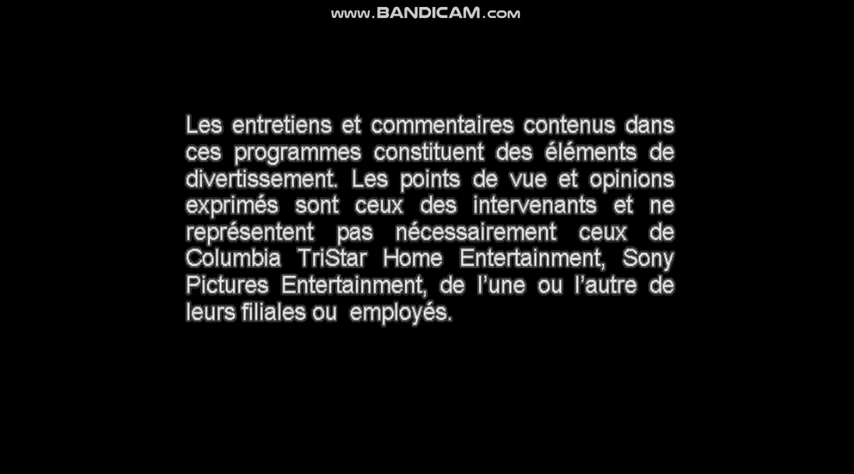 www.BANDICAM.com
Les entretiens et commentaires contenus dans
ces programmes constituent des éléments de
divertissement. Les points de vue et opinions
exprimés sont ceux des intervenants et ne
représentent pas nécessairement ceux de
Columbia TriStar Home Entertainment, Sony
Pictures Entertainment, de l'une ou l'autre de
leurs filiales ou employés.